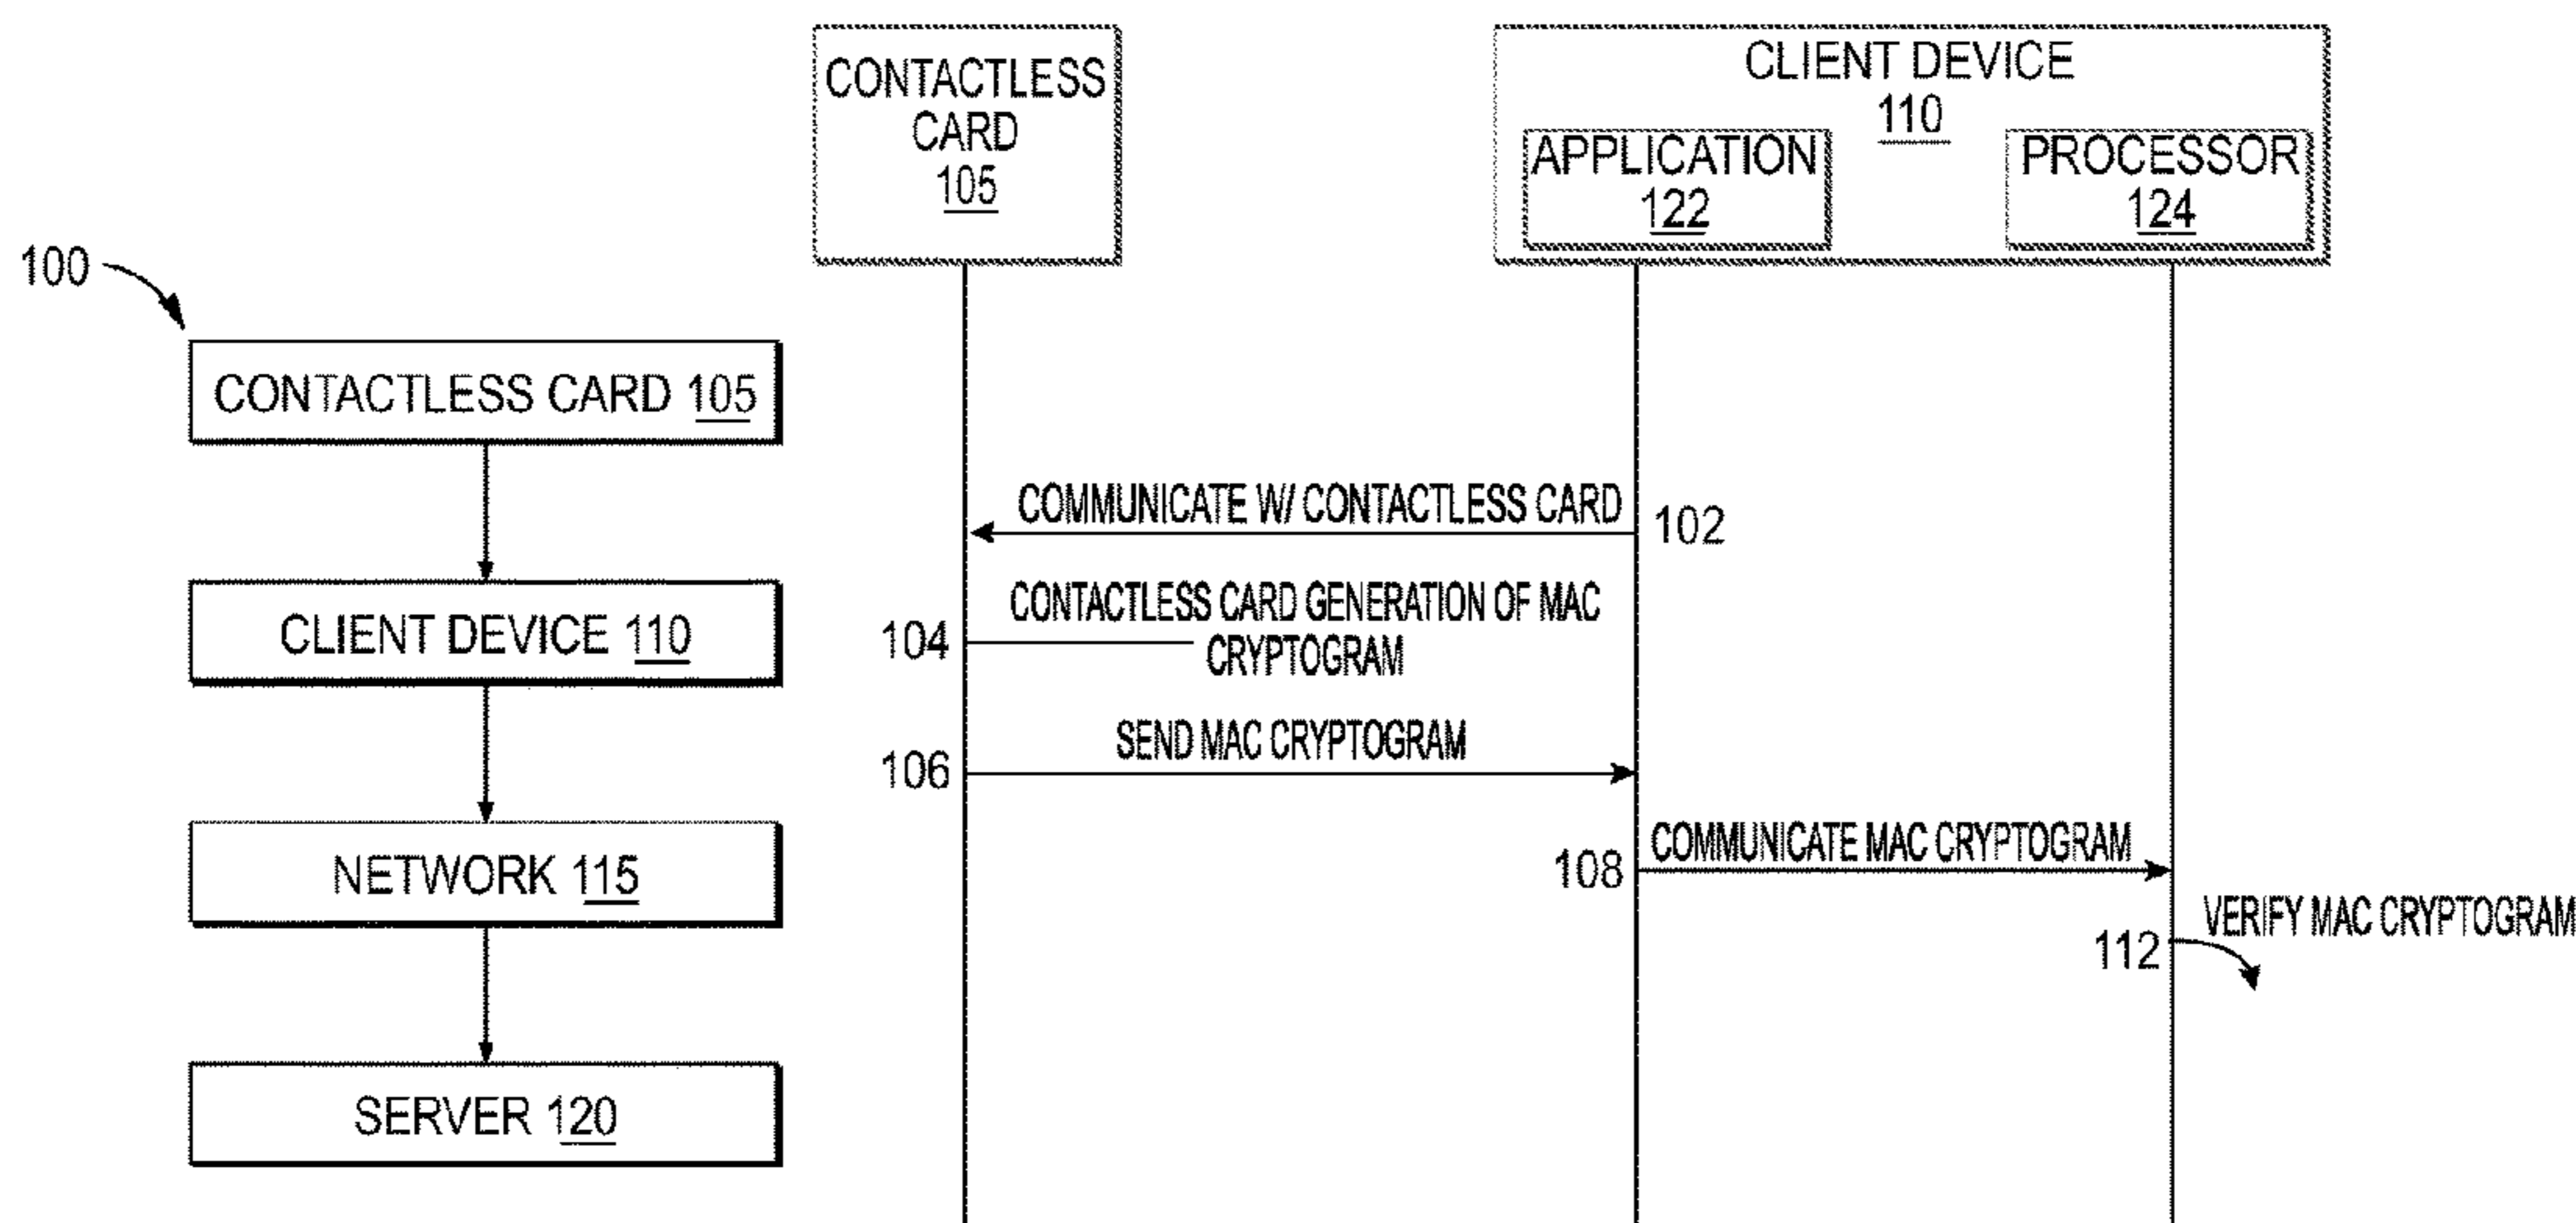 100
CONTACTLESS CARD 105
CLIENT DEVICE 110
NETWORK 115
SERVER 120
CONTACTLESS
CARD
105
CLIENT DEVICE
110
APPLICATION
122
PROCESSOR
124
COMMUNICATE W/ CONTACTLESS CARD
102
CONTACTLESS CARD GENERATION OF MAC
104
CRYPTOGRAM
SEND MAC CRYPTOGRAM
106
COMMUNICATE MAC CRYPTOGRAM
108
VERIFY MAC CRYPTOGRAM
112